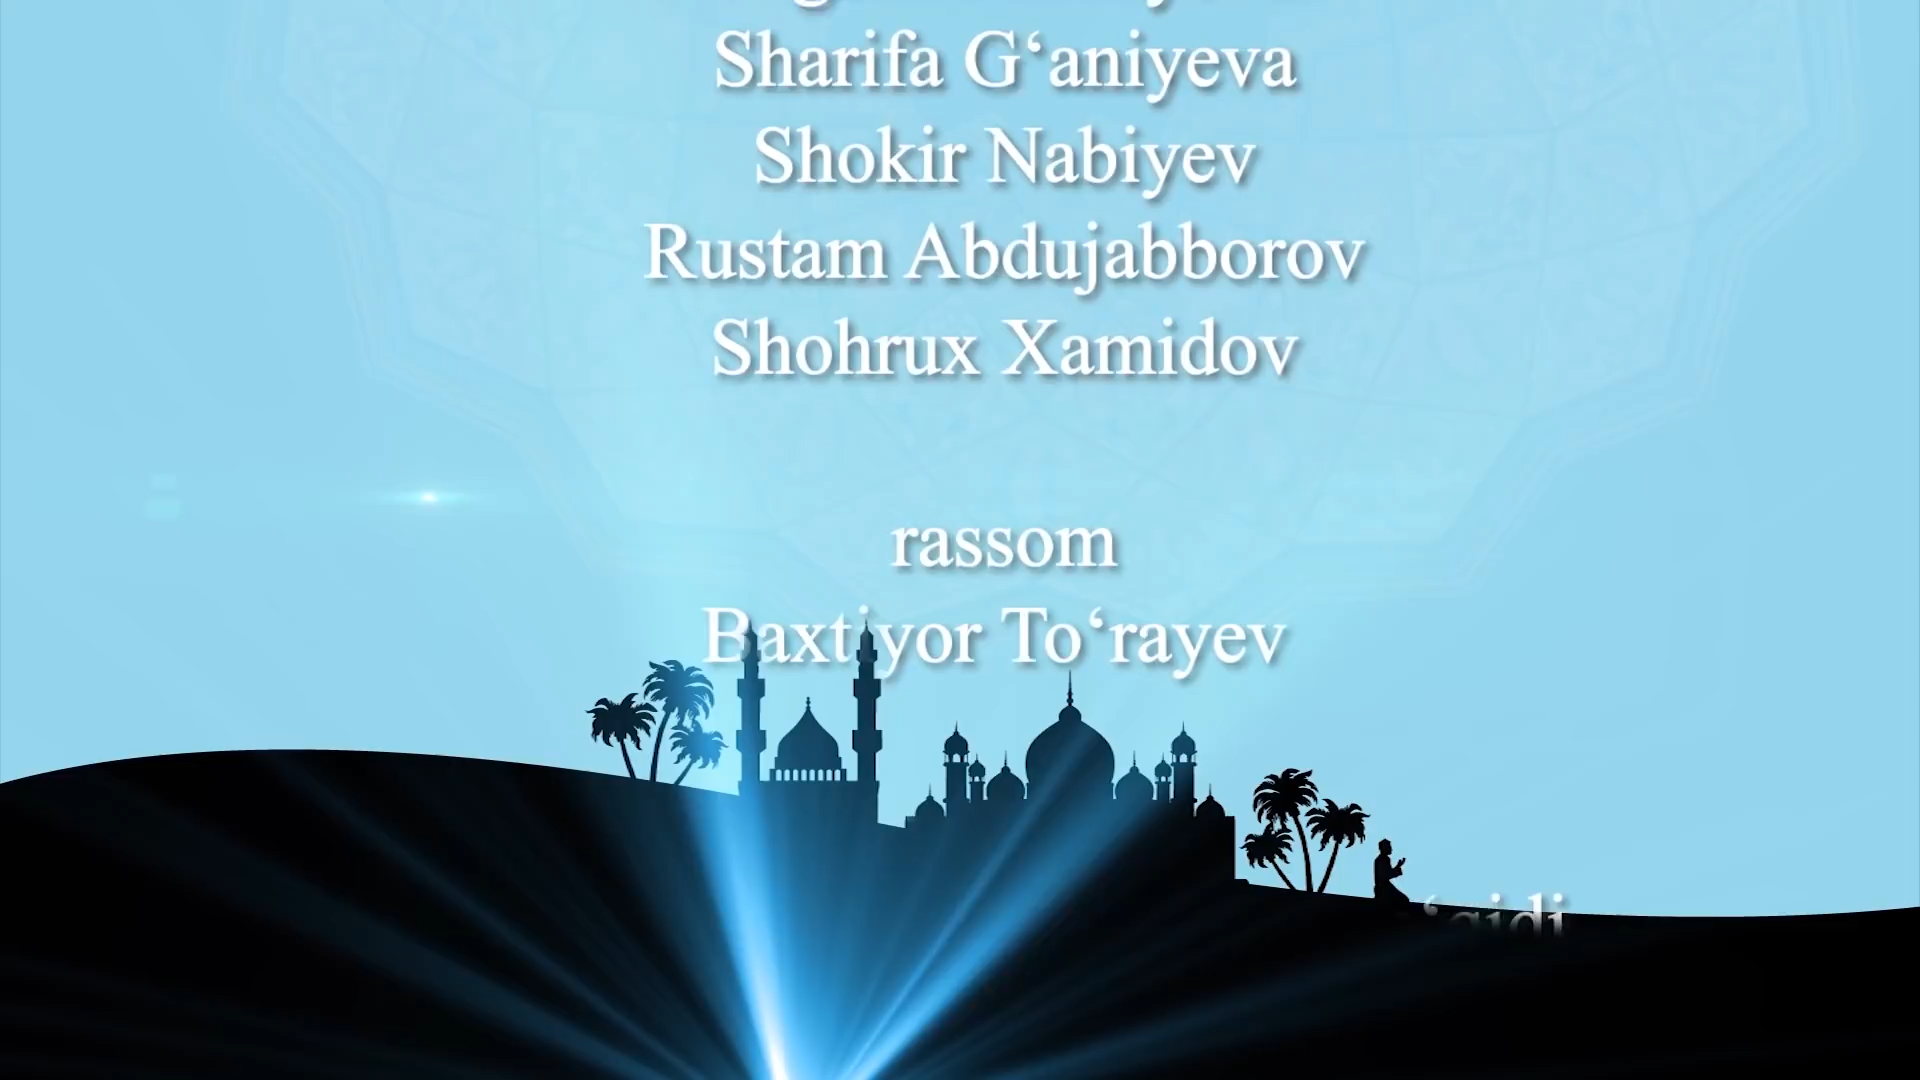 Sharifa G‘aniyeva
Shokir Nabiyev
Rustam Abdujabborov
Shohrux Xamidov
rassom
Baxtiyor To‘rayev